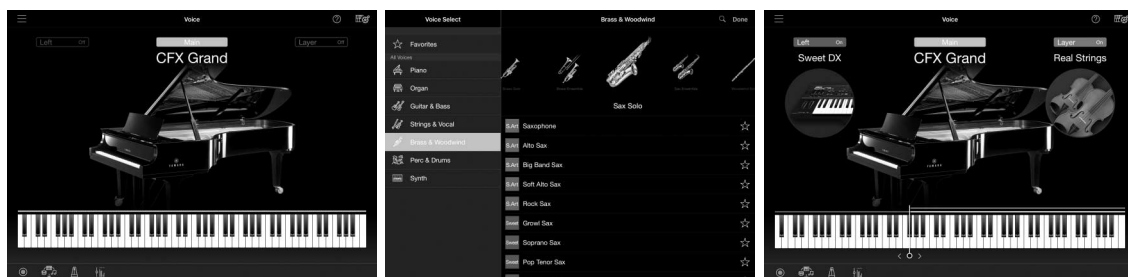 Voice
Left Off
Main
Layer Off
CFX Grand
YAMAHA
Voice Select
Favorites
All Voices
Piano
Organ
Guitar & Bass
Strings & Vocal
Brass & Woodwind
Perc & Drums
Synth
Brass & Woodwind
Done
Sax Solo
S.Art Saxophone
S.Art Alto Sax
S.Art Big Band Sax
S.Art Soft Alto Sax
S.Art Rock Sax
Sweet Growl Sax
Sweet Soprano Sax
Sweet Pop Tenor Sax
Voice
Left On
Main
Layer On
Sweet DX
CFX Grand
Real Strings
YAMAHA